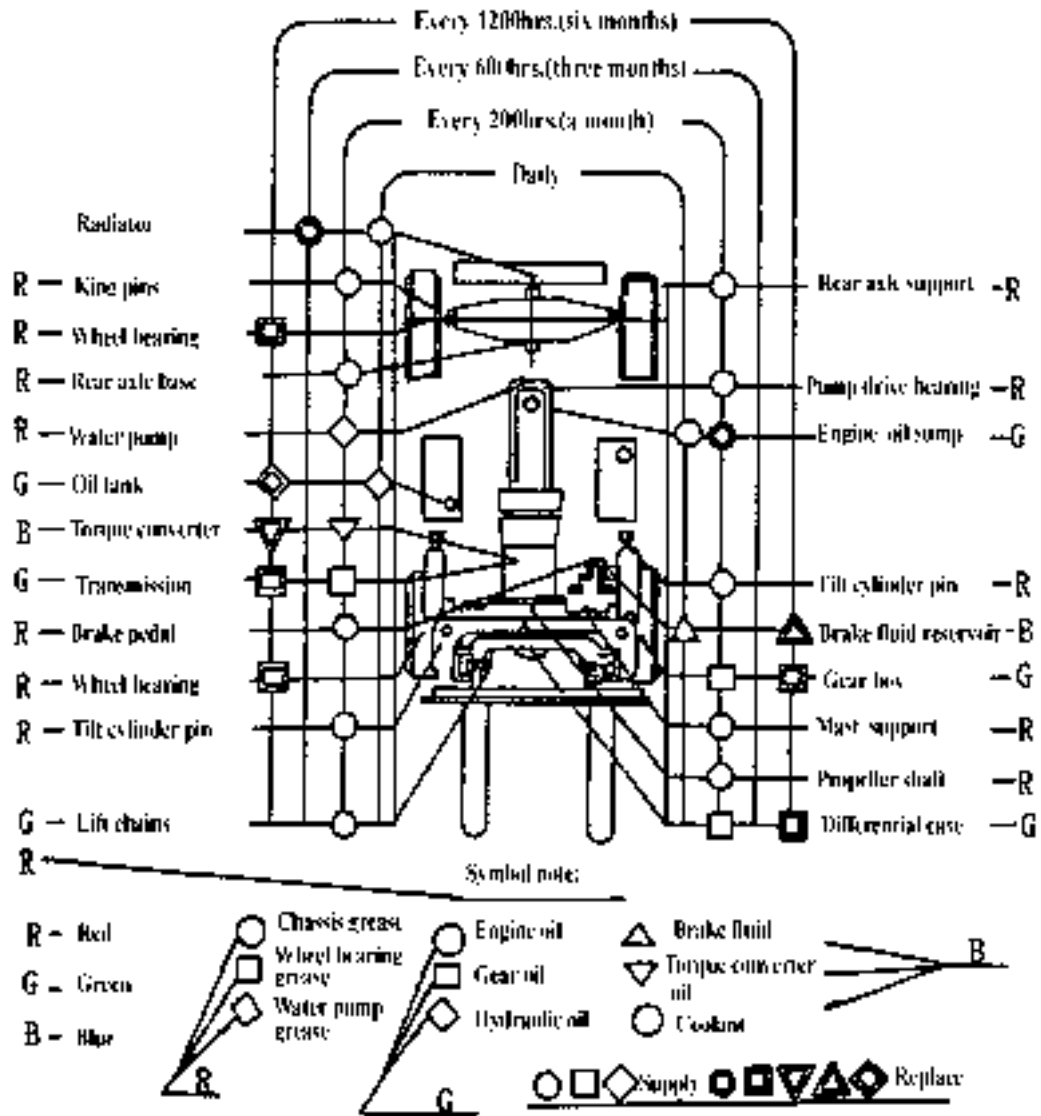 Every 1200hrs.(six months)
Every 600hrs.(three months)
Every 200hrs.(a month)
Daily
Radiator
R — King pins
R — Wheel bearing
R — Rear axle base
R — Water pump
G — Oil tank
B — Torque converter
G — Transmission
R — Brake pedal
R — Wheel bearing
R — Tilt cylinder pin
G — Lift chains
R
Rear axle support —R
Pump drive bearing —R
Engine oil sump —G
Tilt cylinder pin —R
Brake fluid reservoir —B
Gear box —G
Mast support —R
Propeller shaft —R
Differential case —G
Symbol note:
R – Red
G – Green
B – Blue
Chassis grease
Wheel bearing
grease
Water pump
grease
R
Engine oil
Gear oil
Hydraulic oil
G
Brake fluid
Torque converter
oil
Coolant
B
Supply
Replace